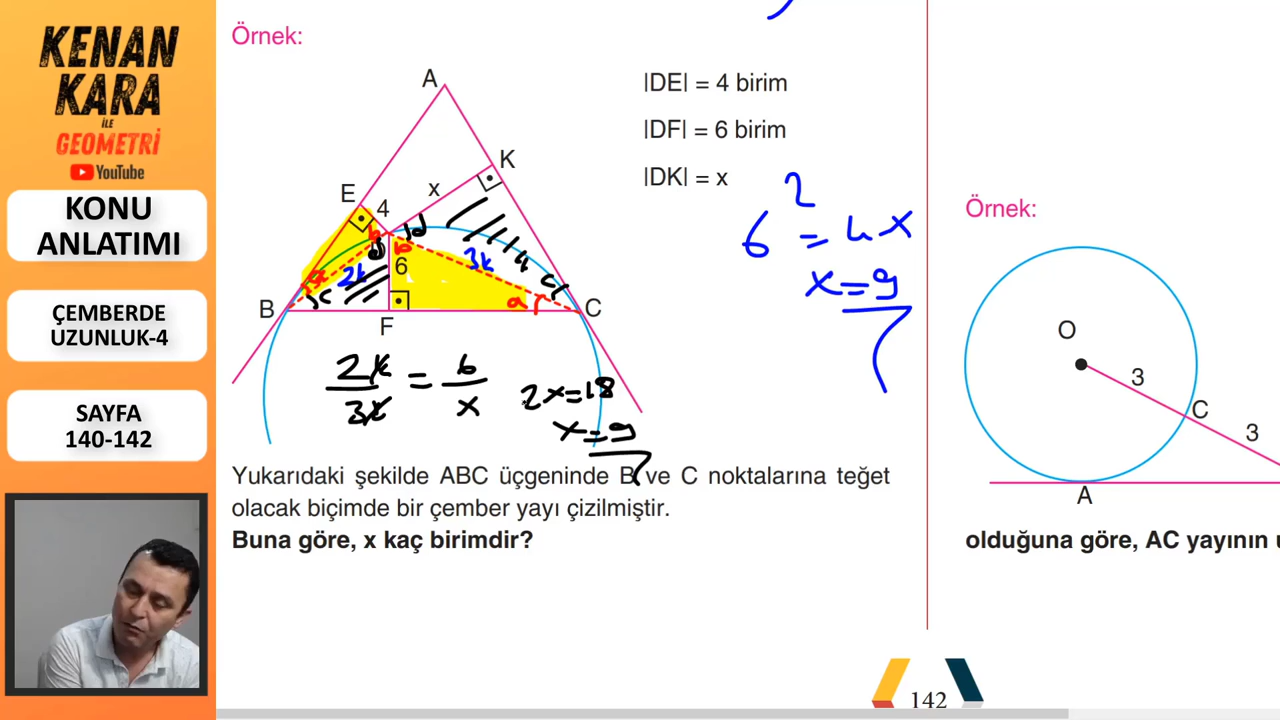 KENAN
KARA
İLE
GEOMETRİ
YouTube
KONU
ANLATIMI
ÇEMBERDE
UZUNLUK-4
SAYFA
140-142
Örnek:
A
K
E
4
x
d
b
d
b
6
a
2k
3k
c
c
a
B
F
C
|DE| = 4 birim
|DF| = 6 birim
|DK| = x
6² = 4x
x = 9
2k/3k = 6/x
2x = 18
x = 9
Yukarıdaki şekilde ABC üçgeninde B ve C noktalarına teğet
olacak biçimde bir çember yayı çizilmiştir.
Buna göre, x kaç birimdir?
Örnek:
O
3
C
3
A
olduğuna göre, AC yayının
142